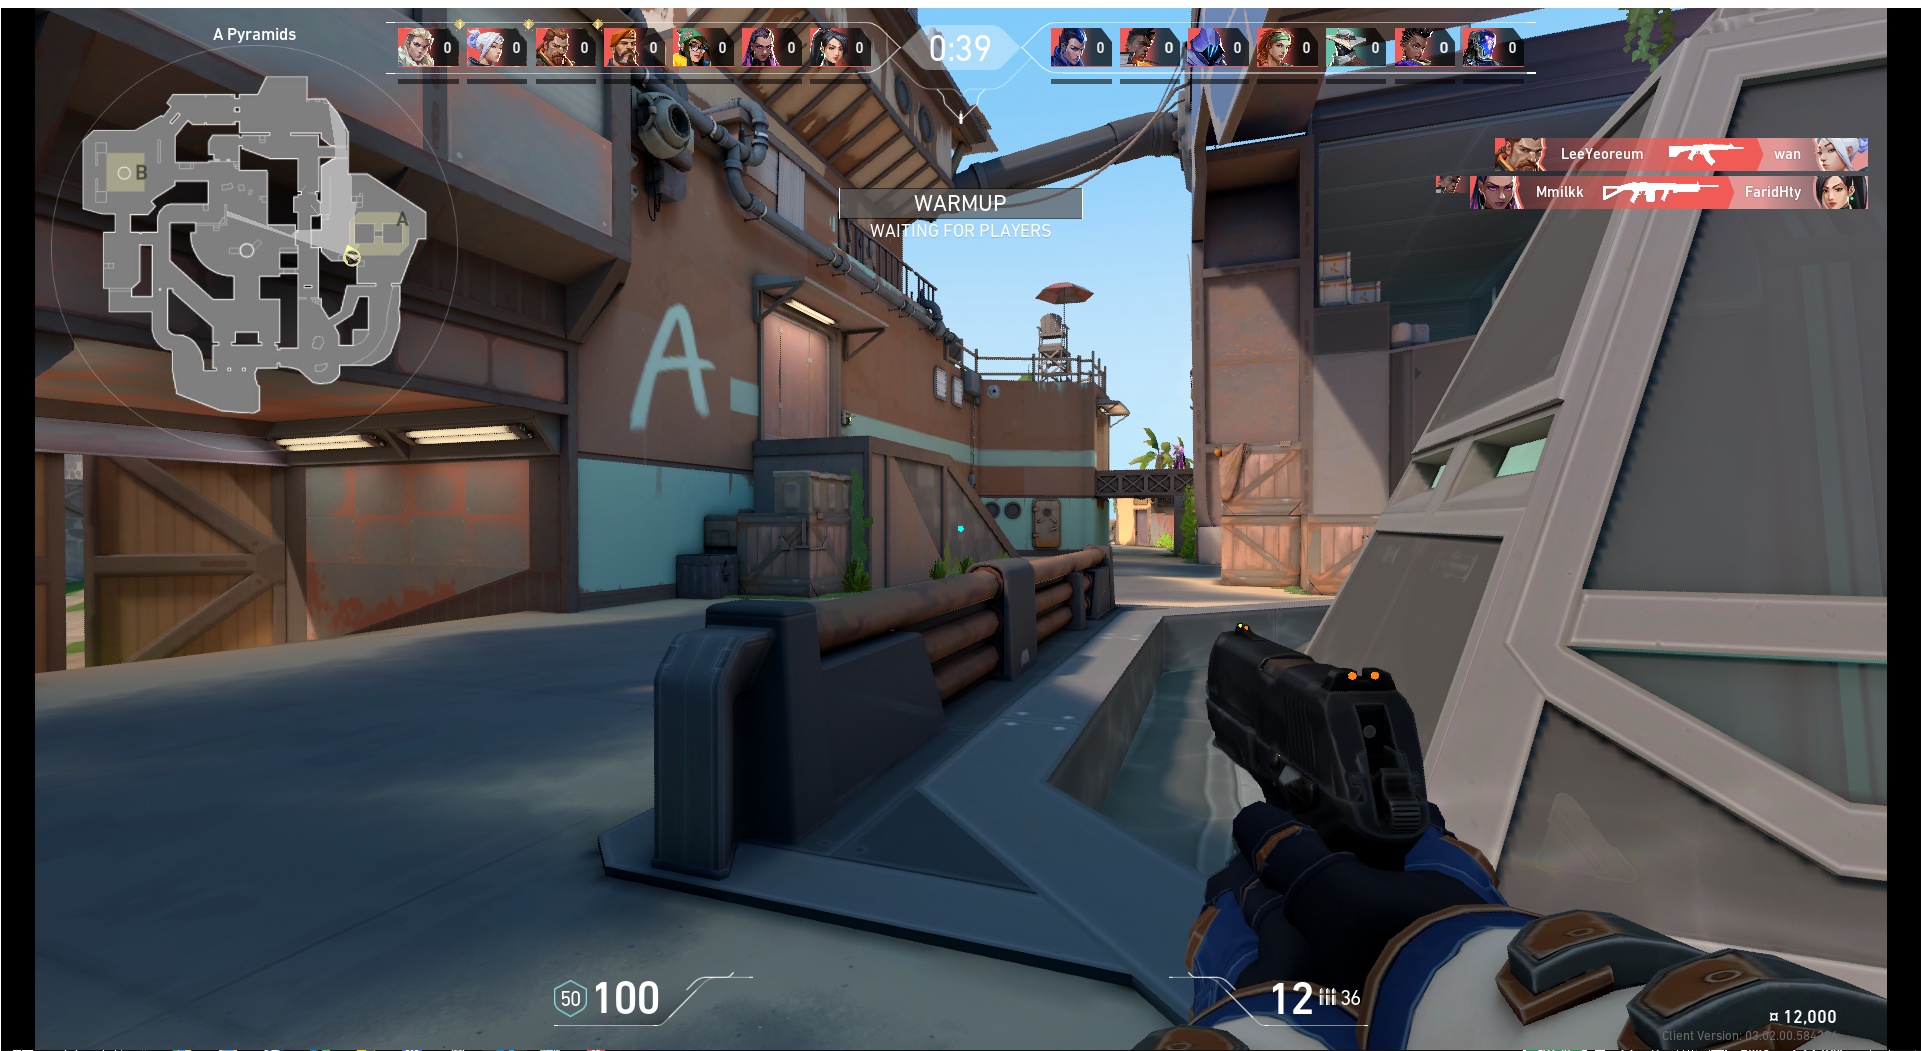 A Pyramids
0
0
0
0
0
0
0
0:39
0
0
0
0
0
0
0
LeeYeoreum wan
Mmilkk FaridHty
B
A
WARMUP
WAITING FOR PLAYERS
A
50 100
12 36
¤ 12,000